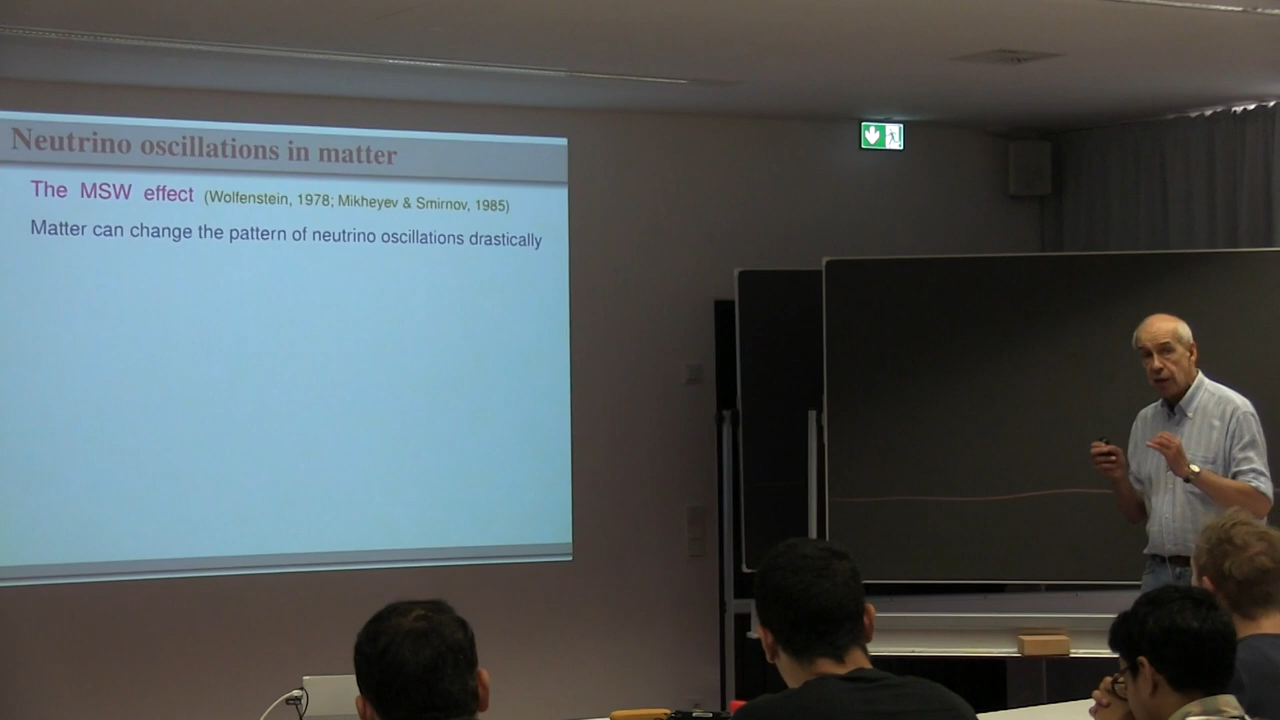 Neutrino oscillations in matter
The MSW effect (Wolfenstein, 1978; Mikheyev & Smirnov, 1985)
Matter can change the pattern of neutrino oscillations drastically